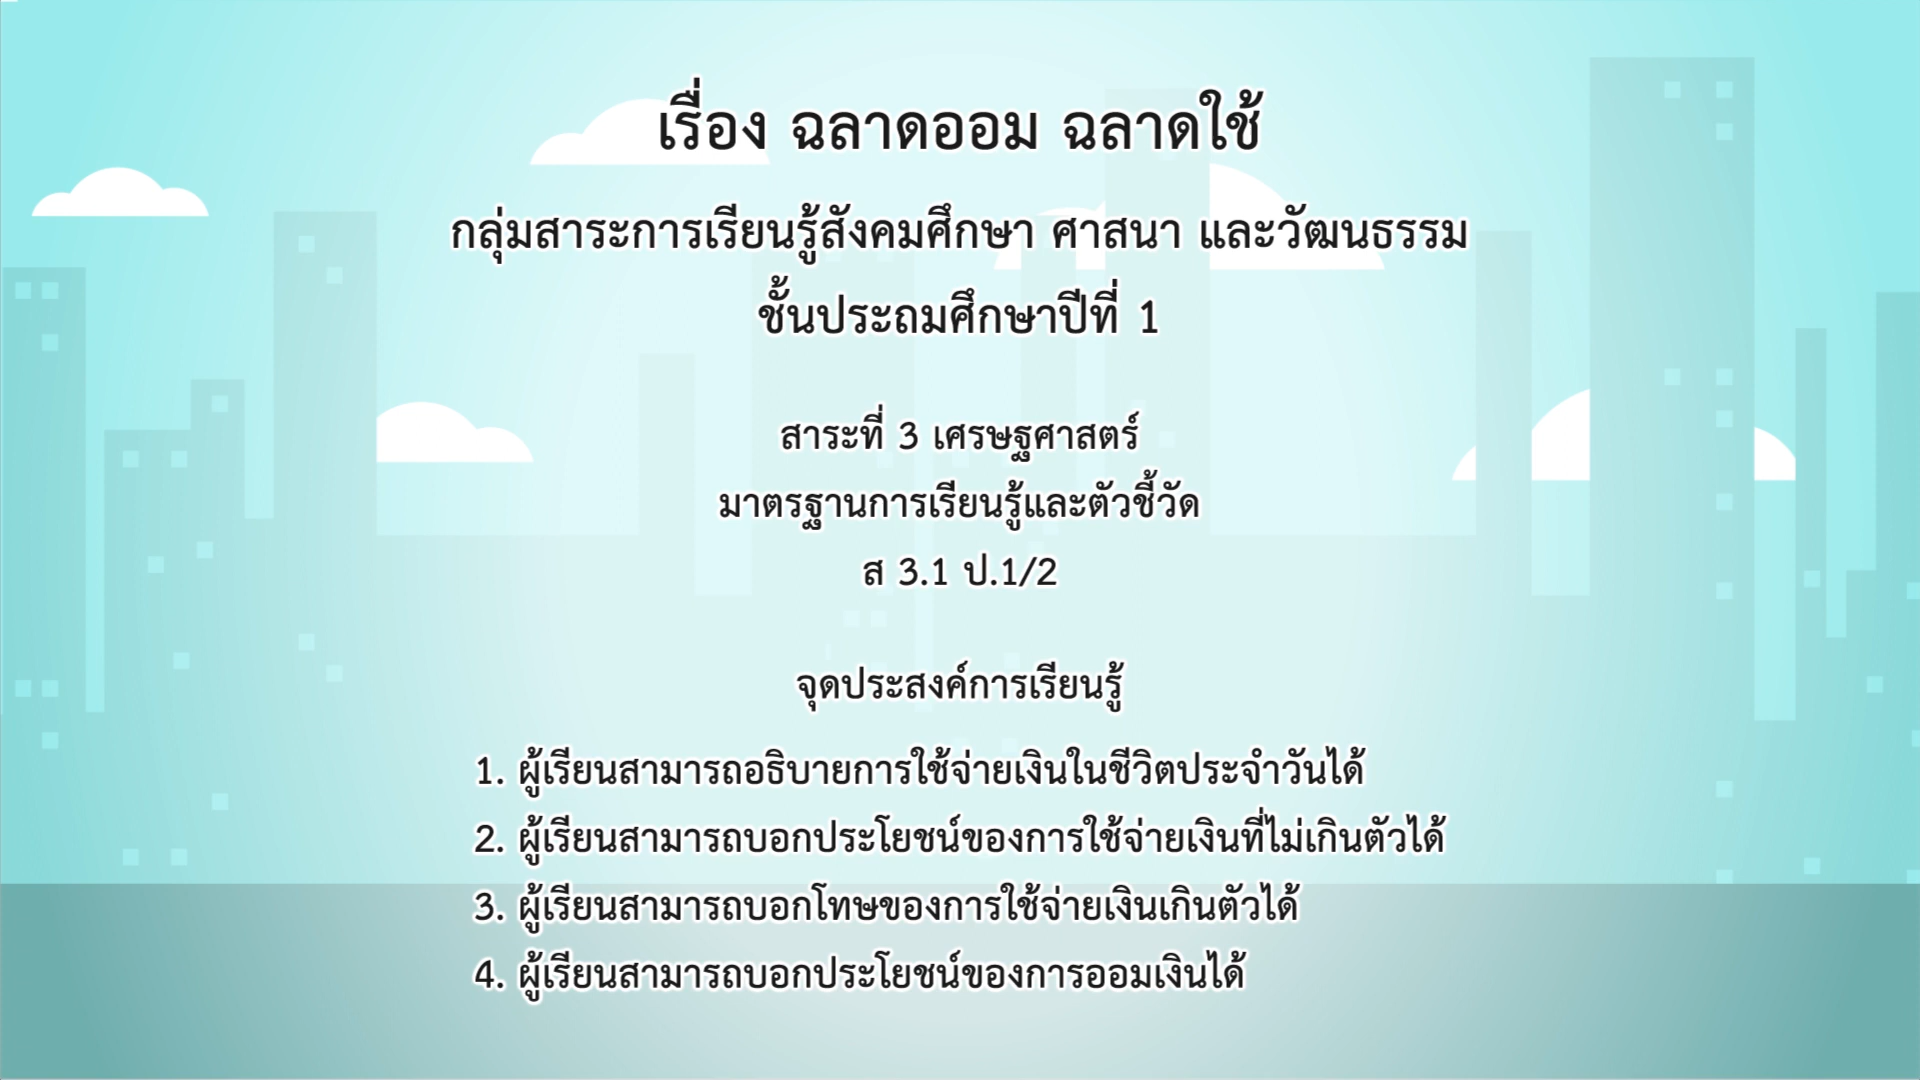 เรื่อง ฉลาดออม ฉลาดใช้
กลุ่มสาระการเรียนรู้สังคมศึกษา ศาสนา และวัฒนธรรม
ชั้นประถมศึกษาปีที่ 1
สาระที่ 3 เศรษฐศาสตร์
มาตรฐานการเรียนรู้และตัวชี้วัด
ส 3.1 ป.1/2
จุดประสงค์การเรียนรู้
1. ผู้เรียนสามารถอธิบายการใช้จ่ายเงินในชีวิตประจำวันได้
2. ผู้เรียนสามารถบอกประโยชน์ของการใช้จ่ายเงินที่ไม่เกินตัวได้
3. ผู้เรียนสามารถบอกโทษของการใช้จ่ายเงินเกินตัวได้
4. ผู้เรียนสามารถบอกประโยชน์ของการออมเงินได้